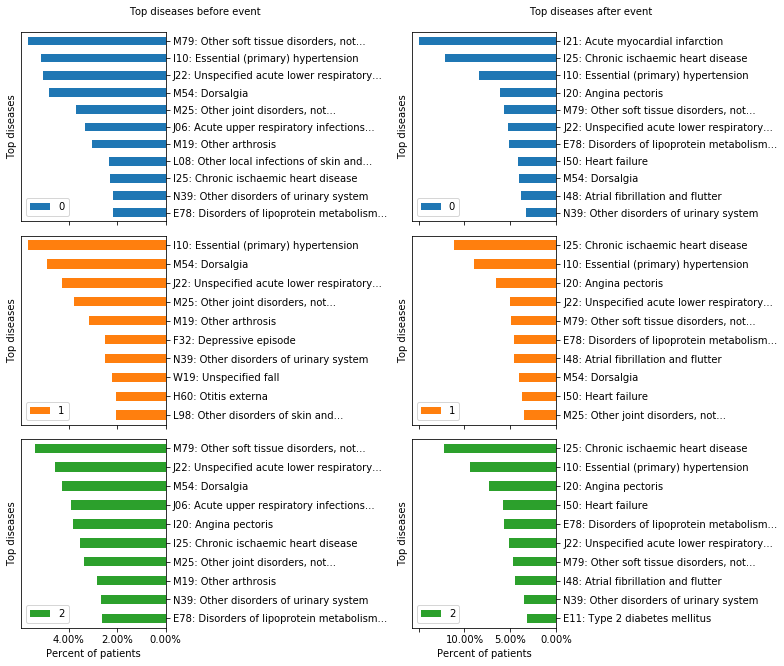 Top diseases before event
Top diseases
M79: Other soft tissue disorders, not...
I10: Essential (primary) hypertension
J22: Unspecified acute lower respiratory...
M54: Dorsalgia
M25: Other joint disorders, not...
J06: Acute upper respiratory infections...
M19: Other arthrosis
L08: Other local infections of skin and...
I25: Chronic ischaemic heart disease
N39: Other disorders of urinary system
E78: Disorders of lipoprotein metabolism...
0
Top diseases after event
Top diseases
I21: Acute myocardial infarction
I25: Chronic ischaemic heart disease
I10: Essential (primary) hypertension
I20: Angina pectoris
M79: Other soft tissue disorders, not...
J22: Unspecified acute lower respiratory...
E78: Disorders of lipoprotein metabolism...
I50: Heart failure
M54: Dorsalgia
I48: Atrial fibrillation and flutter
N39: Other disorders of urinary system
0
Top diseases
I10: Essential (primary) hypertension
M54: Dorsalgia
J22: Unspecified acute lower respiratory...
M25: Other joint disorders, not...
M19: Other arthrosis
F32: Depressive episode
N39: Other disorders of urinary system
W19: Unspecified fall
H60: Otitis externa
L98: Other disorders of skin and...
1
Top diseases
I25: Chronic ischaemic heart disease
I10: Essential (primary) hypertension
I20: Angina pectoris
J22: Unspecified acute lower respiratory...
M79: Other soft tissue disorders, not...
E78: Disorders of lipoprotein metabolism...
I48: Atrial fibrillation and flutter
M54: Dorsalgia
I50: Heart failure
M25: Other joint disorders, not...
1
Top diseases
M79: Other soft tissue disorders, not...
J22: Unspecified acute lower respiratory...
M54: Dorsalgia
J06: Acute upper respiratory infections...
I20: Angina pectoris
I25: Chronic ischaemic heart disease
M25: Other joint disorders, not...
M19: Other arthrosis
N39: Other disorders of urinary system
E78: Disorders of lipoprotein metabolism...
2
4.00% 2.00% 0.00%
Percent of patients
Top diseases
I25: Chronic ischaemic heart disease
I10: Essential (primary) hypertension
I20: Angina pectoris
I50: Heart failure
E78: Disorders of lipoprotein metabolism...
J22: Unspecified acute lower respiratory...
M79: Other soft tissue disorders, not...
I48: Atrial fibrillation and flutter
N39: Other disorders of urinary system
E11: Type 2 diabetes mellitus
2
10.00% 5.00% 0.00%
Percent of patients